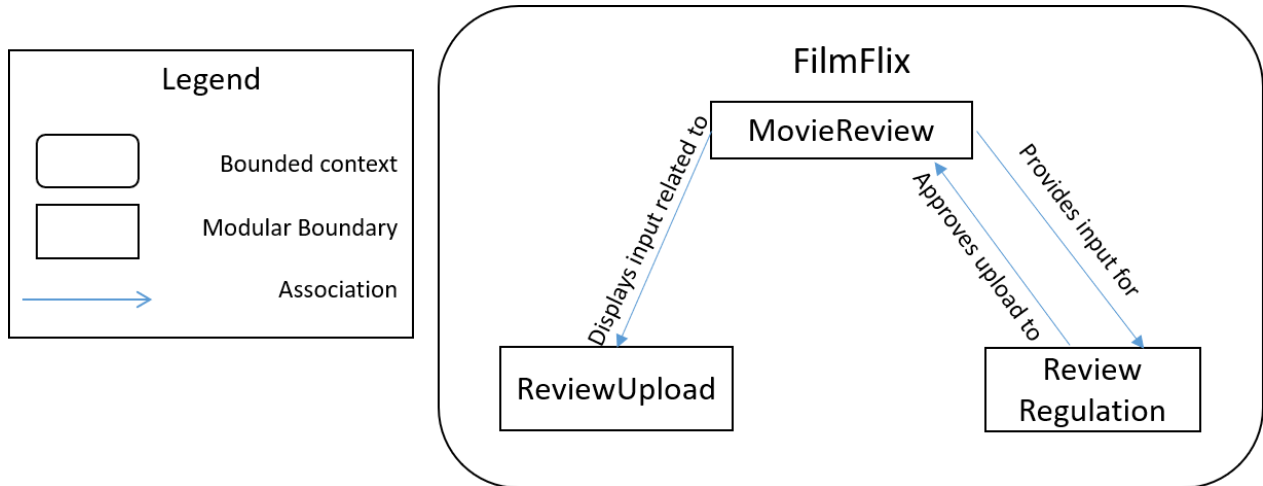 Legend
Bounded context
Modular Boundary
Association
FilmFlix
MovieReview
Displays input related to
Approves upload to
Provides input for
ReviewUpload
Review
Regulation